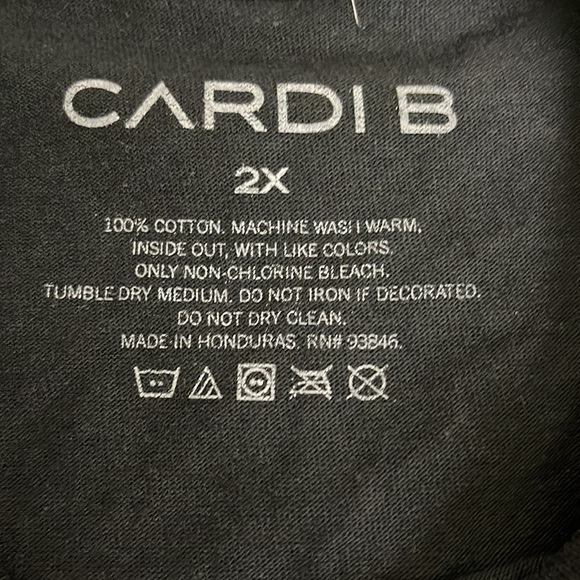 CARDI B
2X
100% COTTON. MACHINE WASH WARM,
INSIDE OUT, WITH LIKE COLORS.
ONLY NON-CHLORINE BLEACH.
TUMBLE DRY MEDIUM. DO NOT IRON IF DECORATED.
DO NOT DRY CLEAN.
MADE IN HONDURAS. RN# 93846.